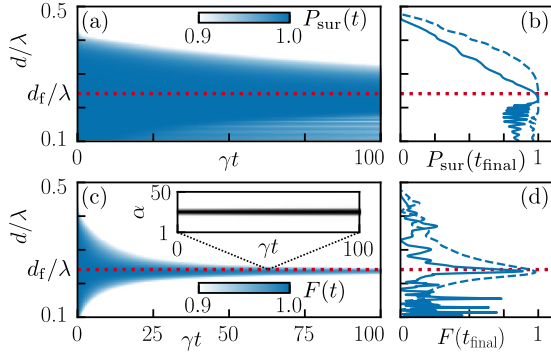 0.5 (a) P_sur(t) (b)
0.9 1.0
d/λ
d_f/λ
0.1
0 γt 100 0 P_sur(t_final) 1
0.5 (c) 50 (d)
α
1
0 γt 100
d/λ
d_f/λ
F(t)
0.9 1.0
0.1
0 25 γt 50 75 100 0 F(t_final) 1